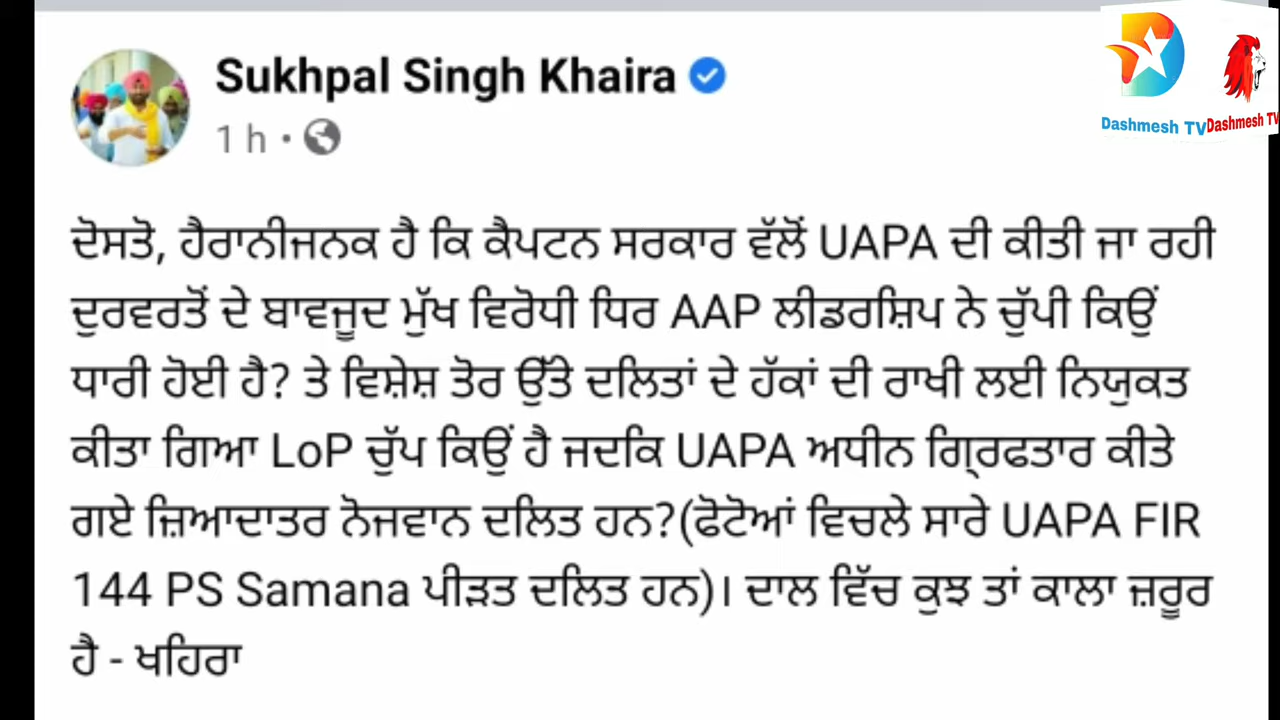 Sukhpal Singh Khaira
1 h ·
Dashmesh TV
Dashmesh TV
ਦੋਸਤੋ, ਹੈਰਾਨੀਜਨਕ ਹੈ ਕਿ ਕੈਪਟਨ ਸਰਕਾਰ ਵੱਲੋਂ UAPA ਦੀ ਕੀਤੀ ਜਾ ਰਹੀ
ਦੁਰਵਰਤੋਂ ਦੇ ਬਾਵਜੂਦ ਮੁੱਖ ਵਿਰੋਧੀ ਧਿਰ AAP ਲੀਡਰਸ਼ਿਪ ਨੇ ਚੁੱਪੀ ਕਿਉਂ
ਧਾਰੀ ਹੋਈ ਹੈ? ਤੇ ਵਿਸ਼ੇਸ਼ ਤੋਰ ਉੱਤੇ ਦਲਿਤਾਂ ਦੇ ਹੱਕਾਂ ਦੀ ਰਾਖੀ ਲਈ ਨਿਯੁਕਤ
ਕੀਤਾ ਗਿਆ LoP ਚੁੱਪ ਕਿਉਂ ਹੈ ਜਦਕਿ UAPA ਅਧੀਨ ਗ੍ਰਿਫਤਾਰ ਕੀਤੇ
ਗਏ ਜ਼ਿਆਦਾਤਰ ਨੋਜਵਾਨ ਦਲਿਤ ਹਨ?(ਫੋਟੋਆਂ ਵਿਚਲੇ ਸਾਰੇ UAPA FIR
144 PS Samana ਪੀੜਤ ਦਲਿਤ ਹਨ)। ਦਾਲ ਵਿੱਚ ਕੁਝ ਤਾਂ ਕਾਲਾ ਜ਼ਰੂਰ
ਹੈ - ਖਹਿਰਾ